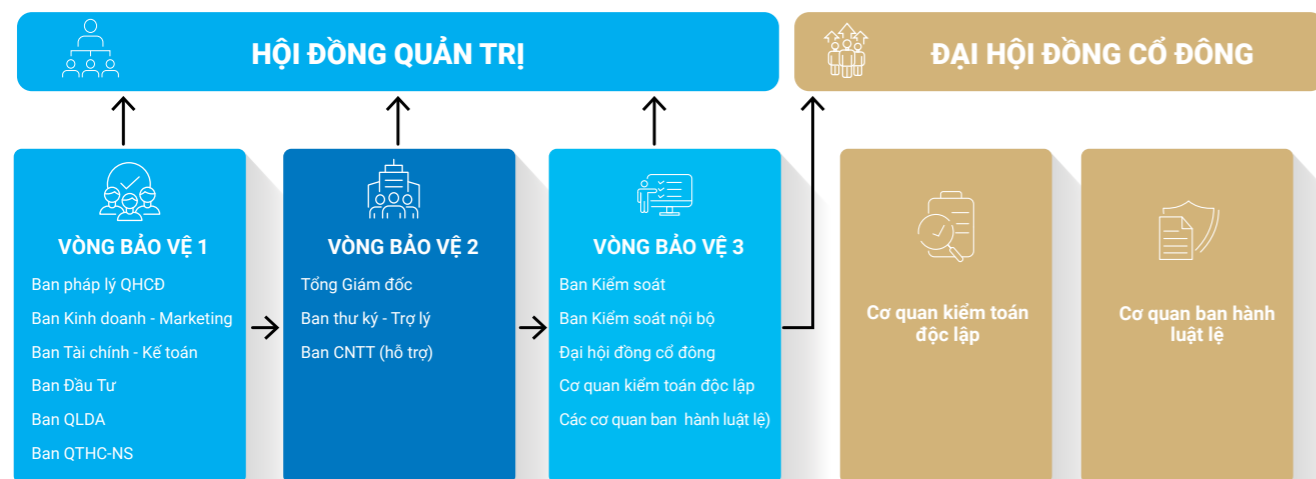 HỘI ĐỒNG QUẢN TRỊ
ĐẠI HỘI ĐỒNG CỔ ĐÔNG
VÒNG BẢO VỆ 1
Ban pháp lý QHCĐ
Ban Kinh doanh - Marketing
Ban Tài chính - Kế toán
Ban Đầu Tư
Ban QLDA
Ban QTHC-NS
VÒNG BẢO VỆ 2
Tổng Giám đốc
Ban thư ký - Trợ lý
Ban CNTT (hỗ trợ)
VÒNG BẢO VỆ 3
Ban Kiểm soát
Ban Kiểm soát nội bộ
Đại hội đồng cổ đông
Cơ quan kiểm toán độc lập
Các cơ quan ban hành luật lệ)
Cơ quan kiểm toán
độc lập
Cơ quan ban hành
luật lệ